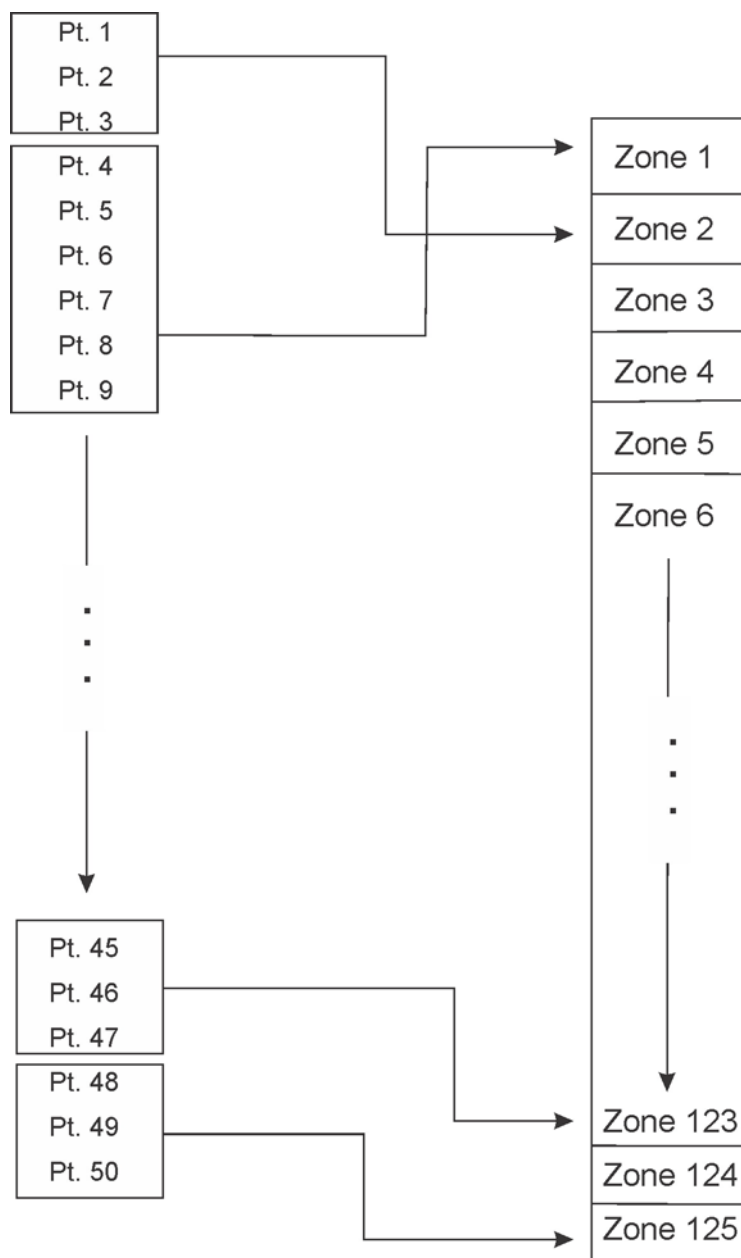 Pt. 1
Pt. 2
Pt. 3
Pt. 4
Pt. 5
Pt. 6
Pt. 7
Pt. 8
Pt. 9
Pt. 45
Pt. 46
Pt. 47
Pt. 48
Pt. 49
Pt. 50
Zone 1
Zone 2
Zone 3
Zone 4
Zone 5
Zone 6
Zone 123
Zone 124
Zone 125